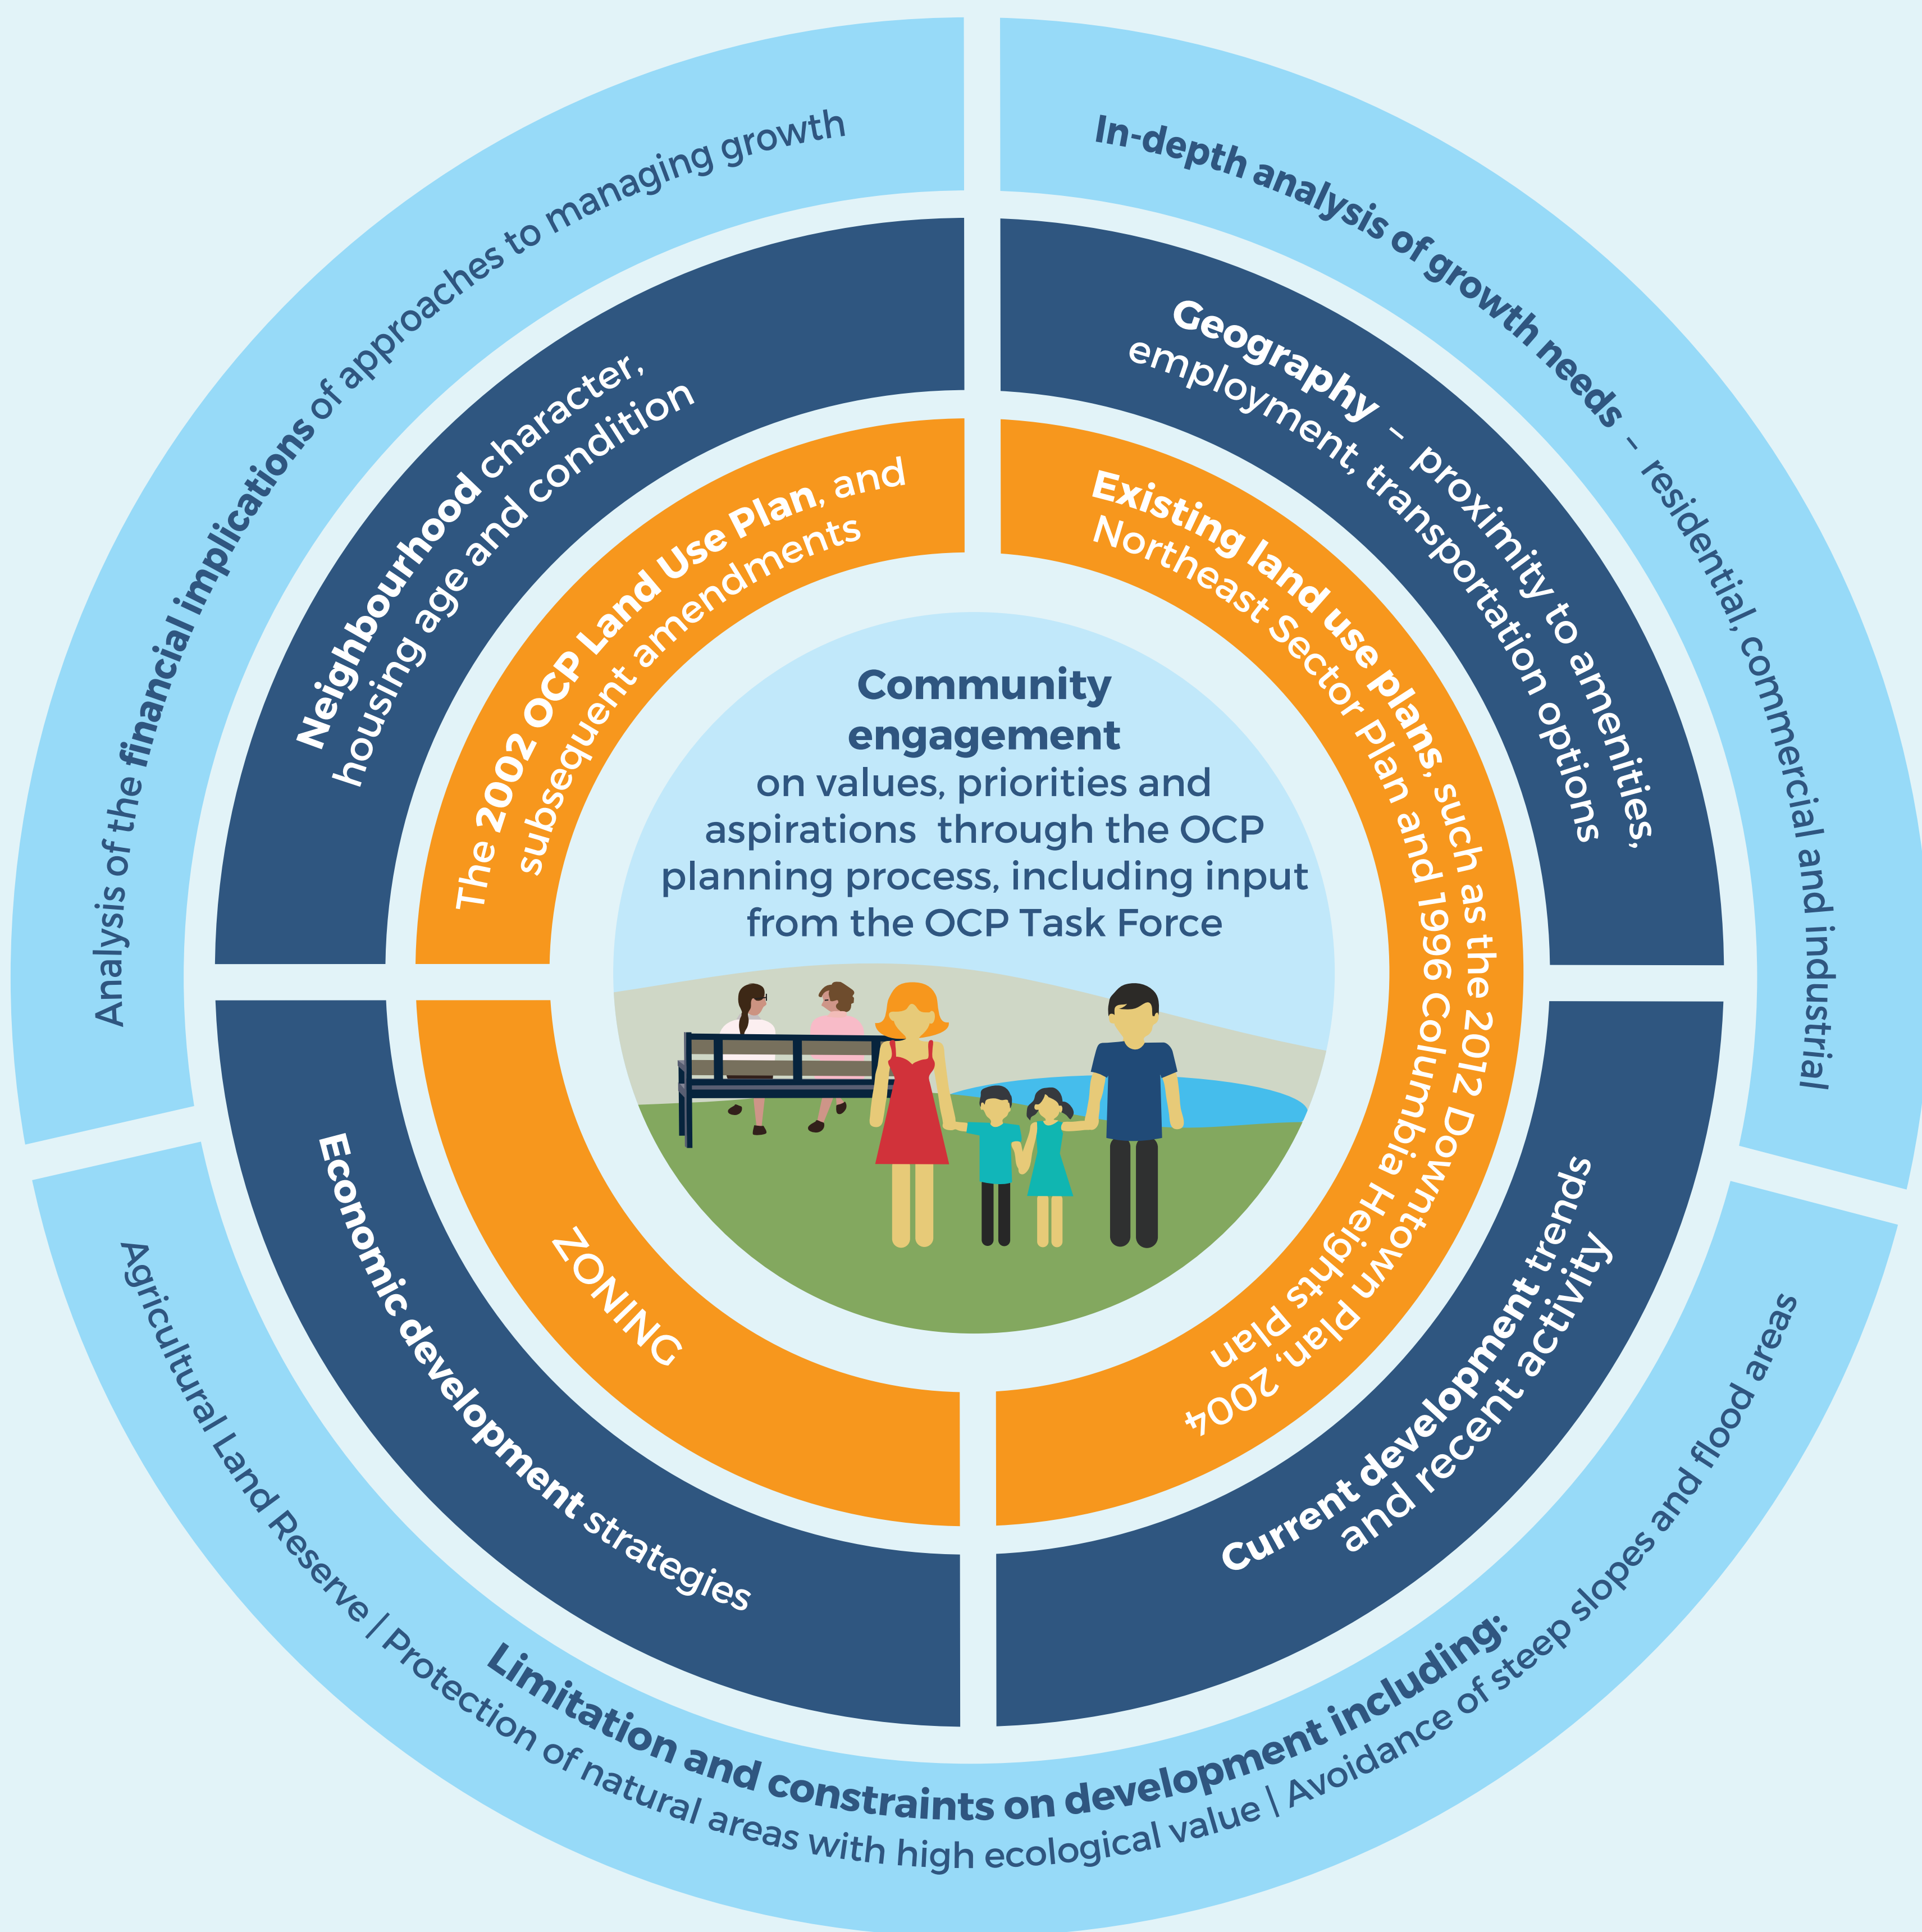 Analysis of the financial implications of approaches to managing growth
In-depth analysis of growth needs – residential, commercial and industrial
Neighbourhood character,
housing age and condition
Geography – proximity to amenities,
employment, transportation options
The 2002 OCP Land Use Plan, and
subsequent amendments
Existing land use plans, such as the 2012 Downtown Plan, 2004
Northeast Sector Plan and 1996 Columbia Heights Plan
Community
engagement
on values, priorities and
aspirations through the OCP
planning process, including input
from the OCP Task Force
ZONING
Economic development strategies
Current development trends
and recent activity
Limitation and constraints on development including:
Agricultural Land Reserve | Protection of natural areas with high ecological value | Avoidance of steep slopes and flood areas